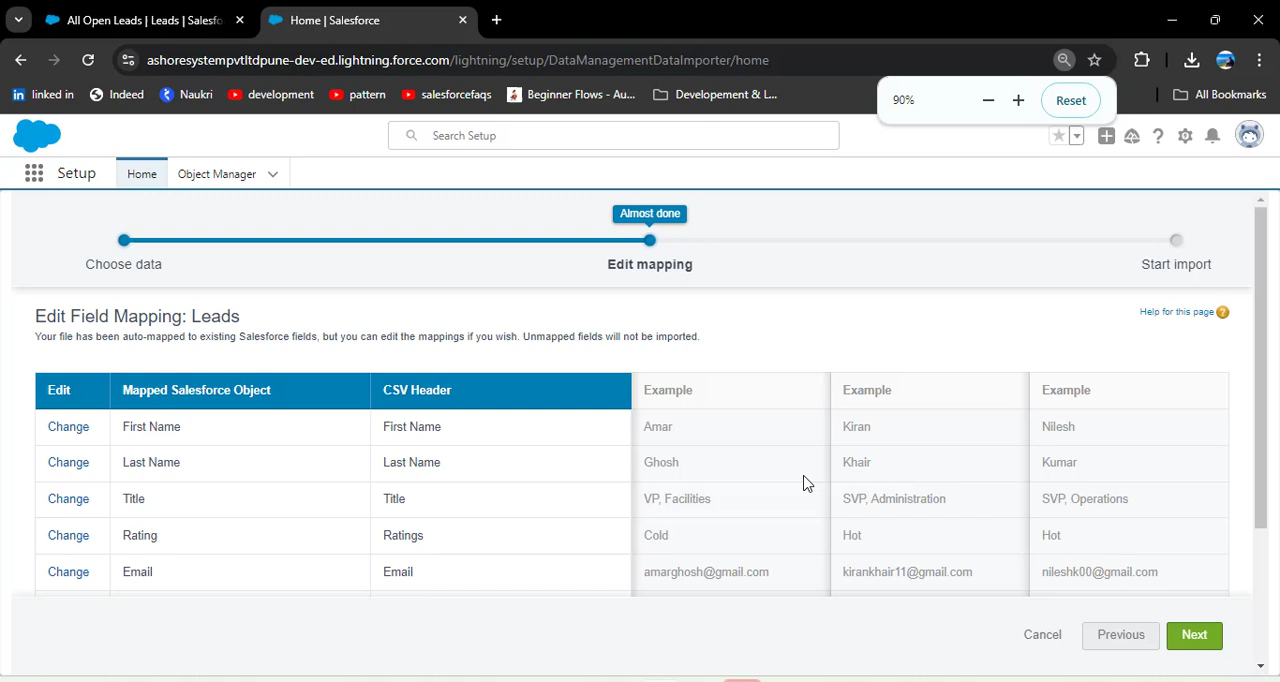 All Open Leads | Leads | Salesfo
Home | Salesforce
ashoresystempvtltdpune-dev-ed.lightning.force.com/lightning/setup/DataManagementDataImporter/home
linked in
Indeed
Naukri
development
pattern
salesforcefaqs
Beginner Flows - Au...
Developement & L...
All Bookmarks
90%
Reset
Search Setup
Setup
Home
Object Manager
Almost done
Choose data
Edit mapping
Start import
Edit Field Mapping: Leads
Help for this page
Your file has been auto-mapped to existing Salesforce fields, but you can edit the mappings if you wish. Unmapped fields will not be imported.
Edit Mapped Salesforce Object CSV Header Example Example Example
Change First Name First Name Amar Kiran Nilesh
Change Last Name Last Name Ghosh Khair Kumar
Change Title Title VP, Facilities SVP, Administration SVP, Operations
Change Rating Ratings Cold Hot Hot
Change Email Email amarghosh@gmail.com kirankhair11@gmail.com nileshk00@gmail.com
Cancel
Previous
Next